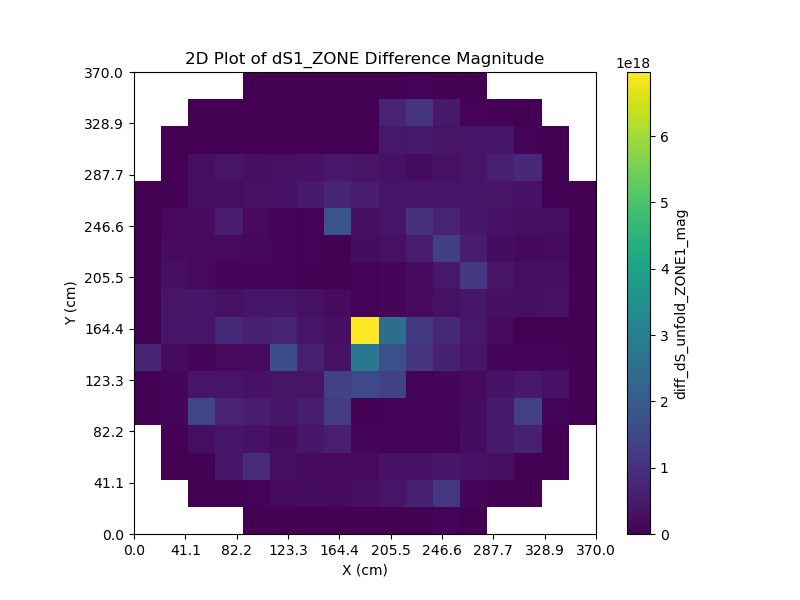 2D Plot of dS1_ZONE Difference Magnitude
1e18
370.0
328.9
287.7
246.6
205.5
164.4
123.3
82.2
41.1
0.0
Y (cm)
0.0 41.1 82.2 123.3 164.4 205.5 246.6 287.7 328.9 370.0
X (cm)
6
5
4
3
2
1
0
diff_dS_unfold_ZONE1_mag